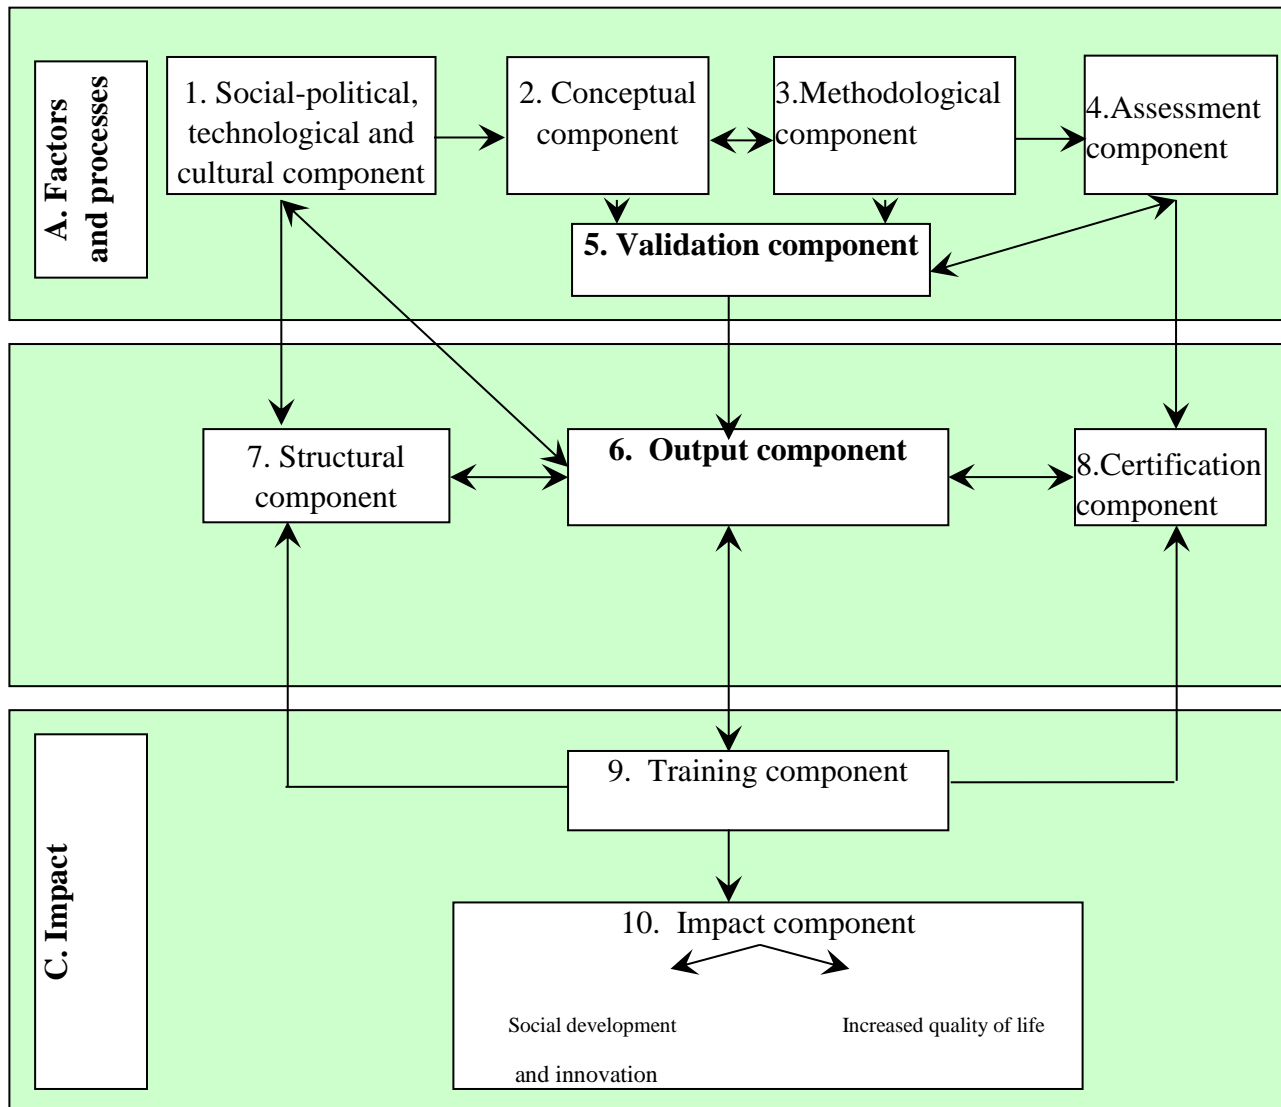 A. Factors
and processes
1. Social-political,
technological and
cultural component
2. Conceptual
component
3.Methodological
component
4.Assessment
component
5. Validation component
7. Structural
component
6. Output component
8.Certification
component
C. Impact
9. Training component
10. Impact component
Social development
and innovation
Increased quality of life